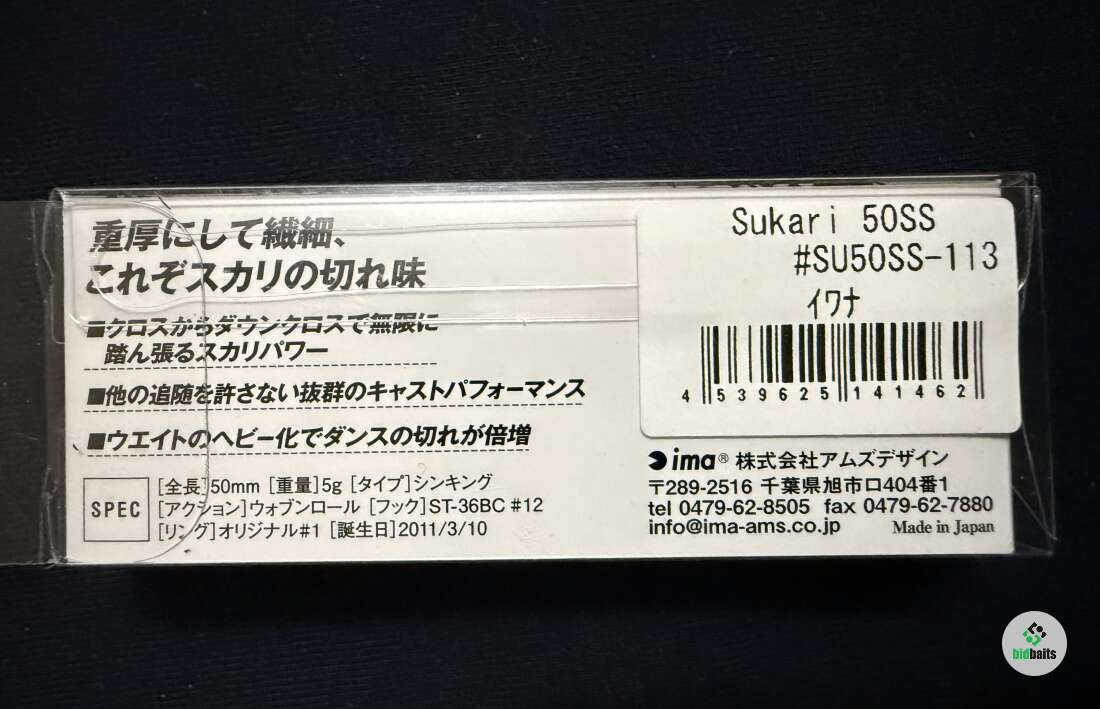 重厚にして繊細、
これぞスカリの切れ味
■クロスからダウンクロスで無限に
踏ん張るスカリパワー
■他の追随を許さない抜群のキャストパフォーマンス
■ウエイトのヘビー化でダンスの切れが倍増
SPEC
[全長]50mm [重量]5g [タイプ]シンキング
[アクション]ウォブンロール [フック]ST-36BC #12
[リング]オリジナル#1 [誕生日]2011/3/10
Sukari 50SS
#SU50SS-113
イワナ
4 539625 141462
ima® 株式会社アムズデザイン
〒289-2516 千葉県旭市ロ404番1
tel 0479-62-8505 fax 0479-62-7880
info@ima-ams.co.jp Made in Japan
bidbaits